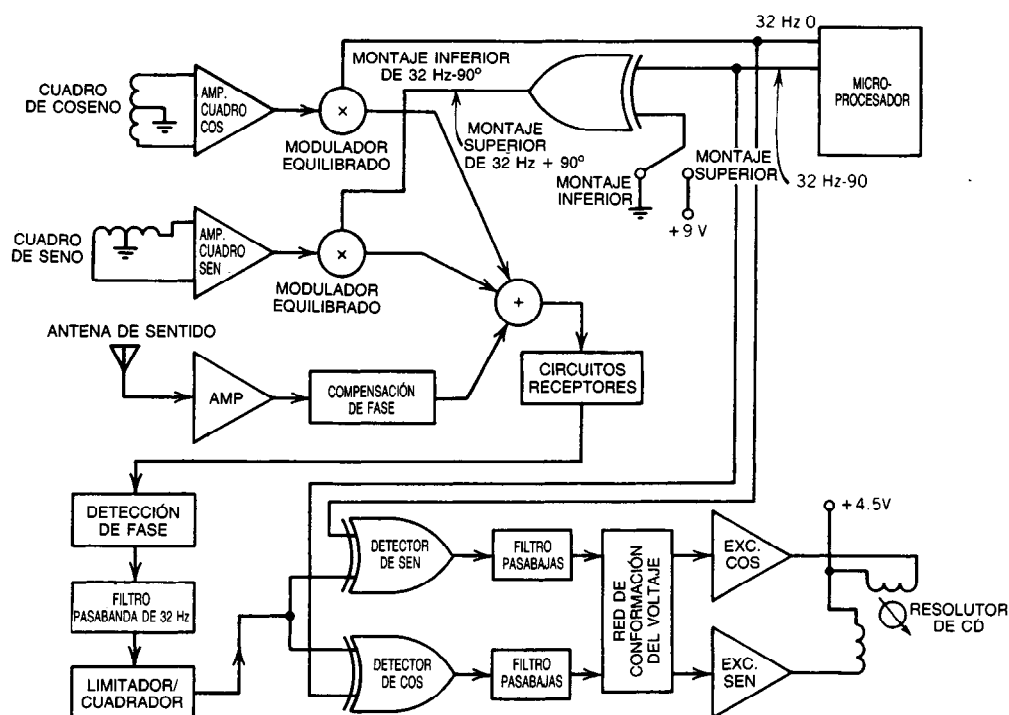 32 Hz 0
MICRO-
PROCESADOR
MONTAJE INFERIOR
DE 32 Hz-90°
CUADRO
DE COSENO
AMP.
CUADRO
COS
×
MODULADOR
EQUILIBRADO
MONTAJE
SUPERIOR
DE 32 Hz + 90°
MONTAJE
INFERIOR
MONTAJE
SUPERIOR
32 Hz-90
+9 V
CUADRO
DE SENO
AMP.
CUADRO
SEN
×
MODULADOR
EQUILIBRADO
+
ANTENA DE SENTIDO
AMP
COMPENSACIÓN
DE FASE
CIRCUITOS
RECEPTORES
DETECCIÓN
DE FASE
FILTRO
PASABANDA DE 32 Hz
LIMITADOR/
CUADRADOR
DETECTOR
DE SEN
FILTRO
PASABAJAS
DETECTOR
DE COS
FILTRO
PASABAJAS
RED DE
CONFORMACIÓN
DEL VOLTAJE
EXC.
COS
EXC.
SEN
+4.5V
RESOLUTOR
DE CD